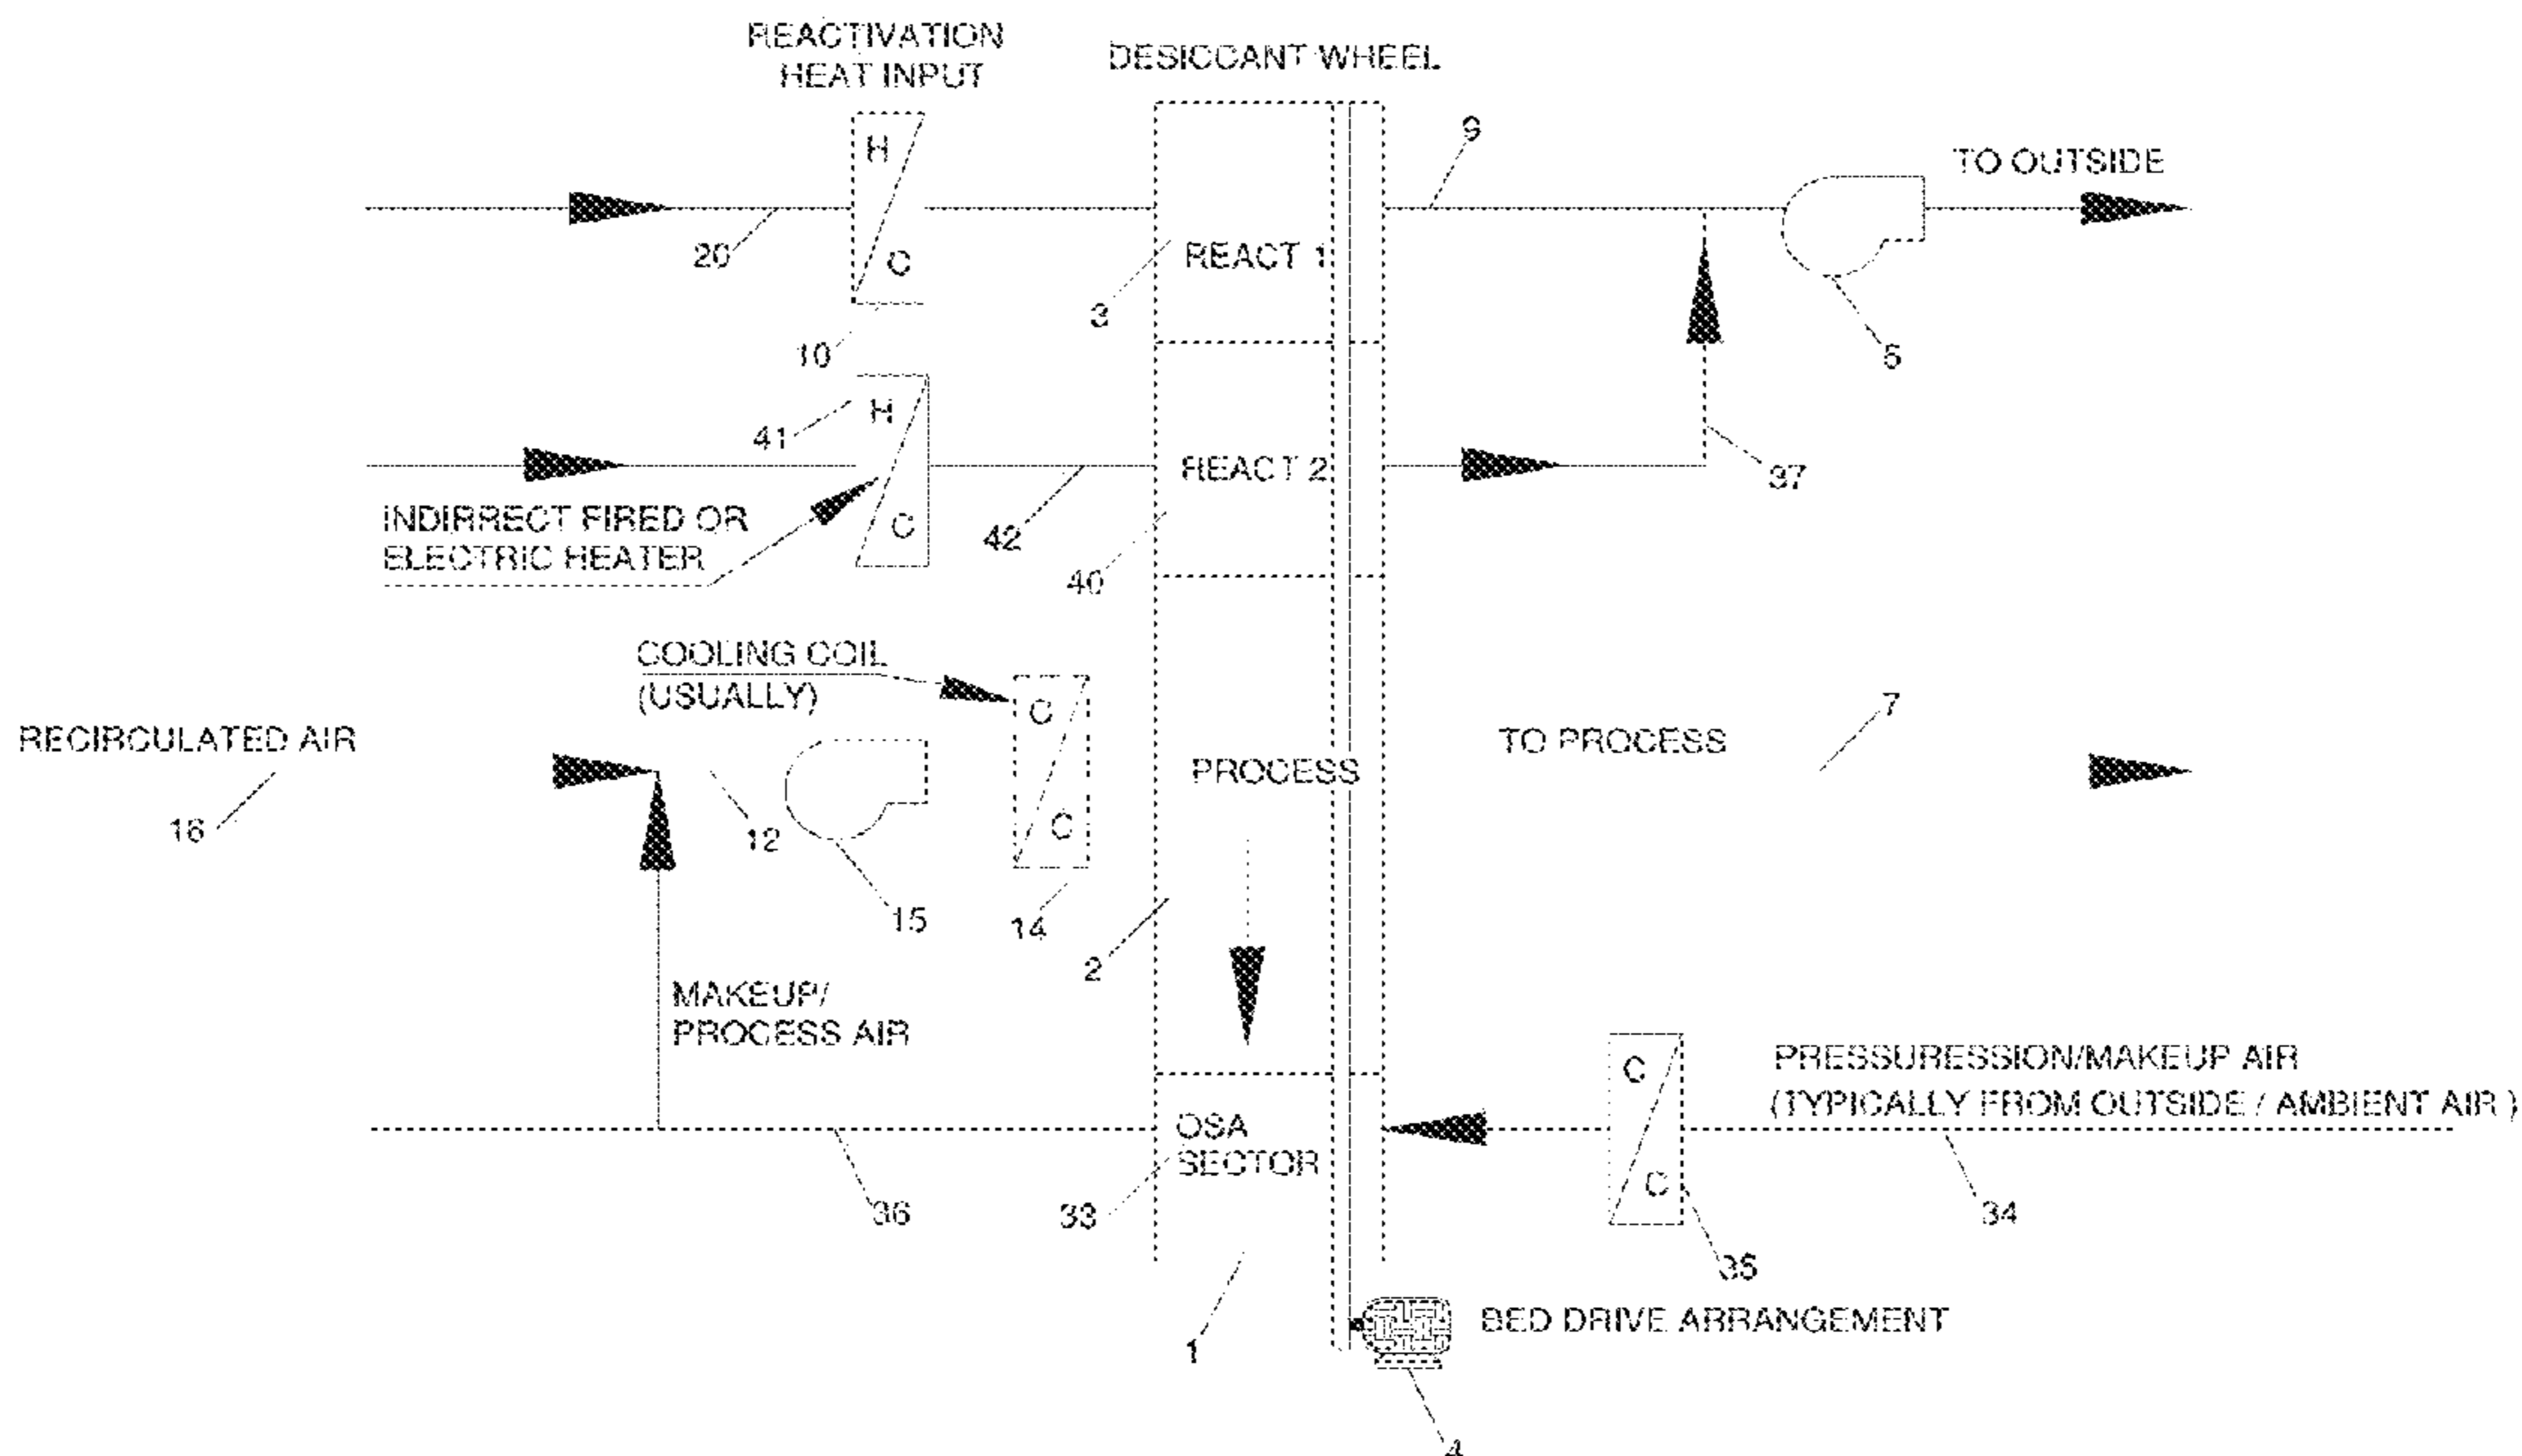 REACTIVATION
HEAT INPUT
DESICCANT WHEEL
H
C
9
TO OUTSIDE
20
REACT 1
3
10
H
C
41
REACT 2
37
INDIRRECT FIRED OR
ELECTRIC HEATER
42
40
COOLING COIL
(USUALLY)
C
C
RECIRCULATED AIR
16
12
15
14
PROCESS
TO PROCESS
7
2
MAKEUP/
PROCESS AIR
C
C
PRESSURESSION/MAKEUP AIR
(TYPICALLY FROM OUTSIDE / AMBIENT AIR )
OSA
SECTOR
36
33
34
35
1
BED DRIVE ARRANGEMENT
4